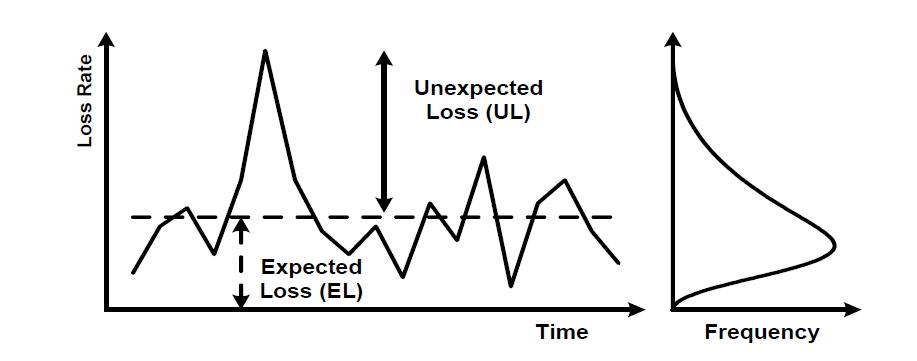 Loss Rate
Unexpected
Loss (UL)
Expected
Loss (EL)
Time
Frequency